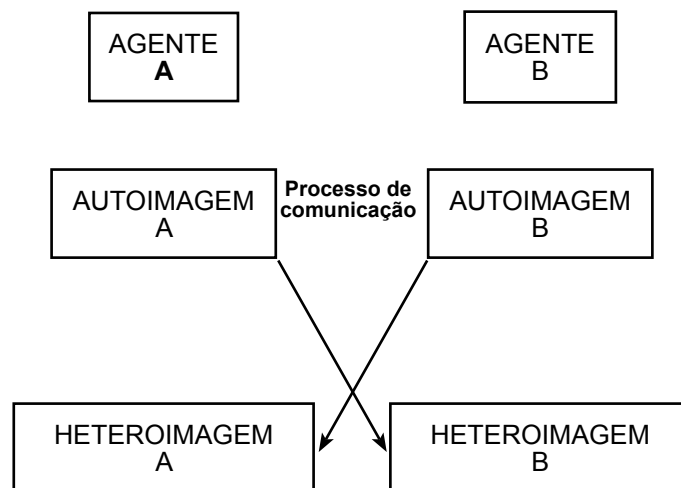 AGENTE
A
AGENTE
B
AUTOIMAGEM
A
Processo de
comunicação
AUTOIMAGEM
B
HETEROIMAGEM
A
HETEROIMAGEM
B